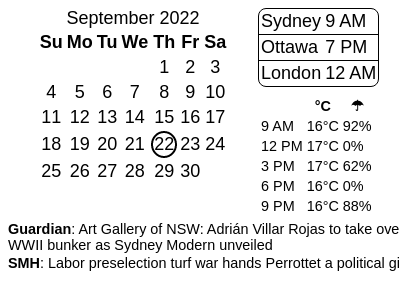 September 2022
Su Mo Tu We Th Fr Sa
1 2 3
4 5 6 7 8 9 10
11 12 13 14 15 16 17
18 19 20 21 22 23 24
25 26 27 28 29 30
Sydney 9 AM
Ottawa 7 PM
London 12 AM
°C ☂
9 AM 16°C 92%
12 PM 17°C 0%
3 PM 17°C 62%
6 PM 16°C 0%
9 PM 16°C 88%
Guardian: Art Gallery of NSW: Adrián Villar Rojas to take ove
WWII bunker as Sydney Modern unveiled
SMH: Labor preselection turf war hands Perrottet a political gi